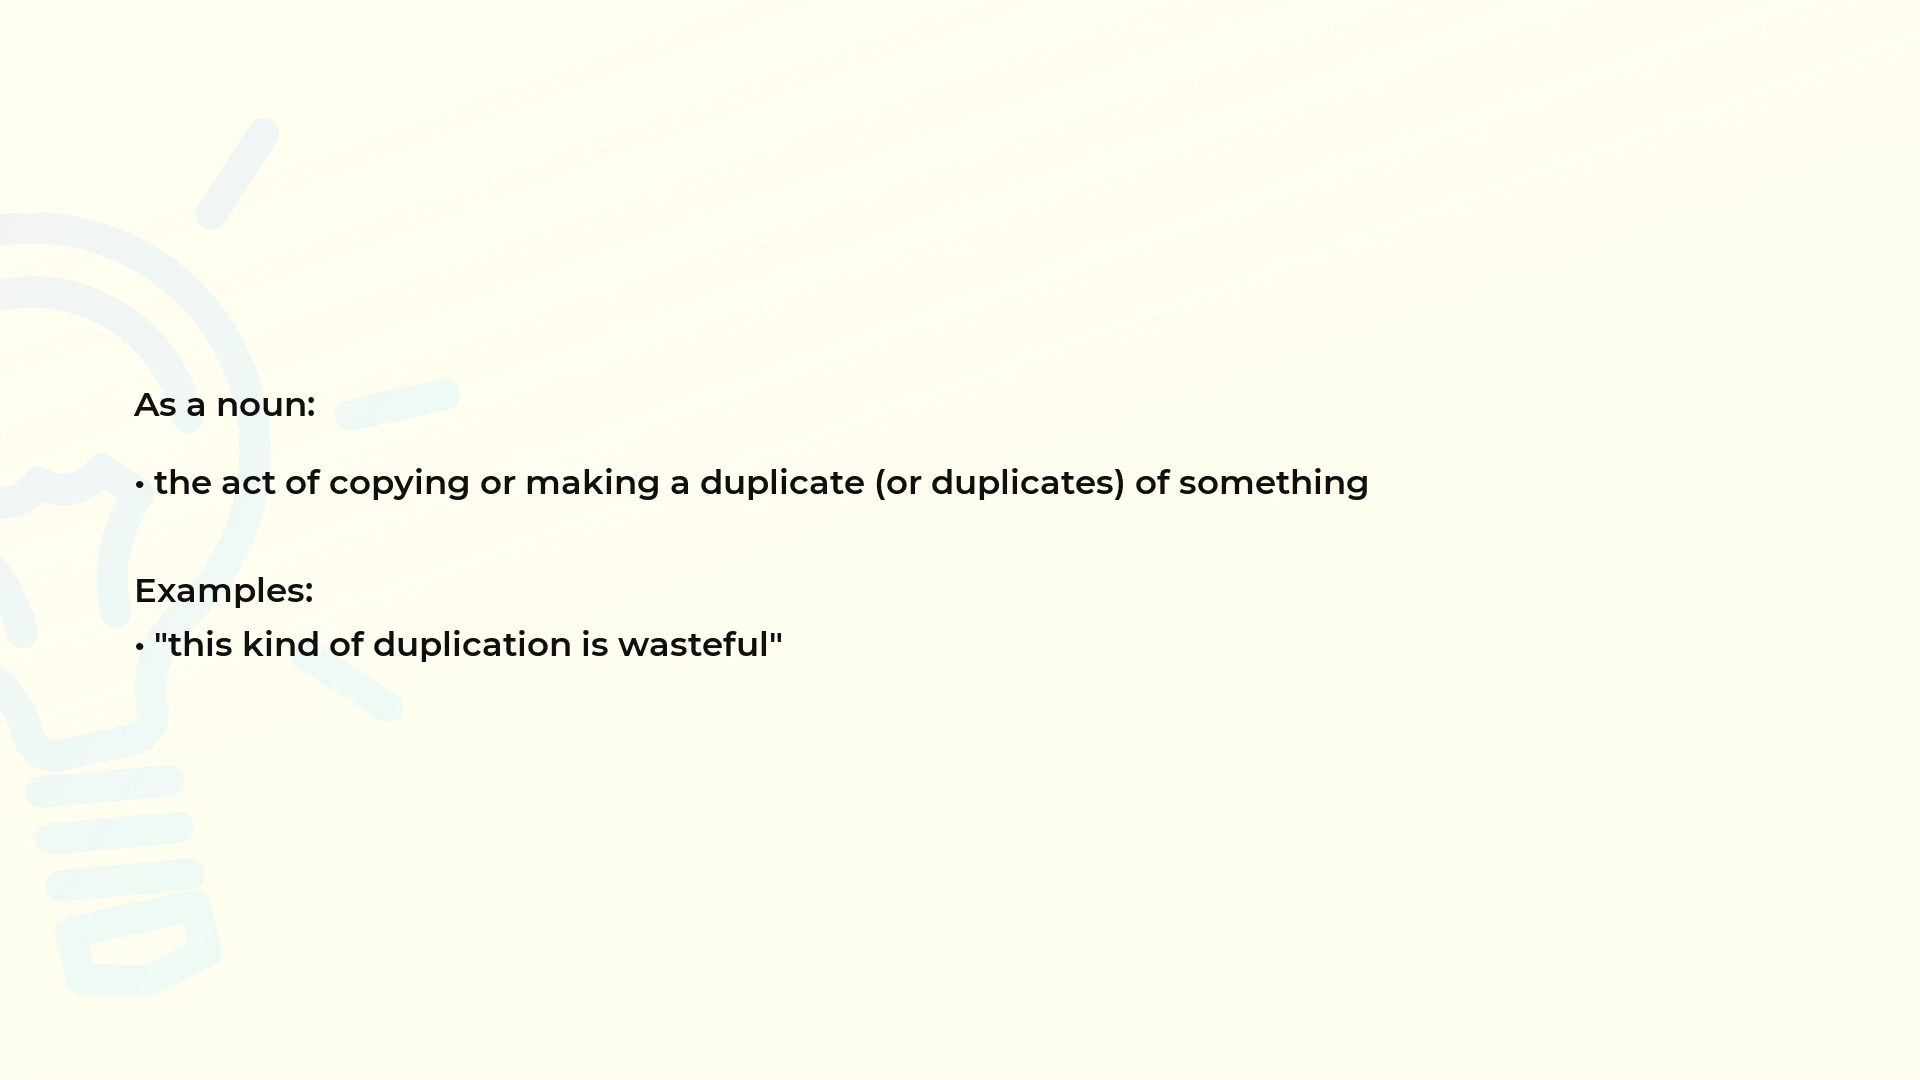 As a noun:
• the act of copying or making a duplicate (or duplicates) of something
Examples:
• "this kind of duplication is wasteful"